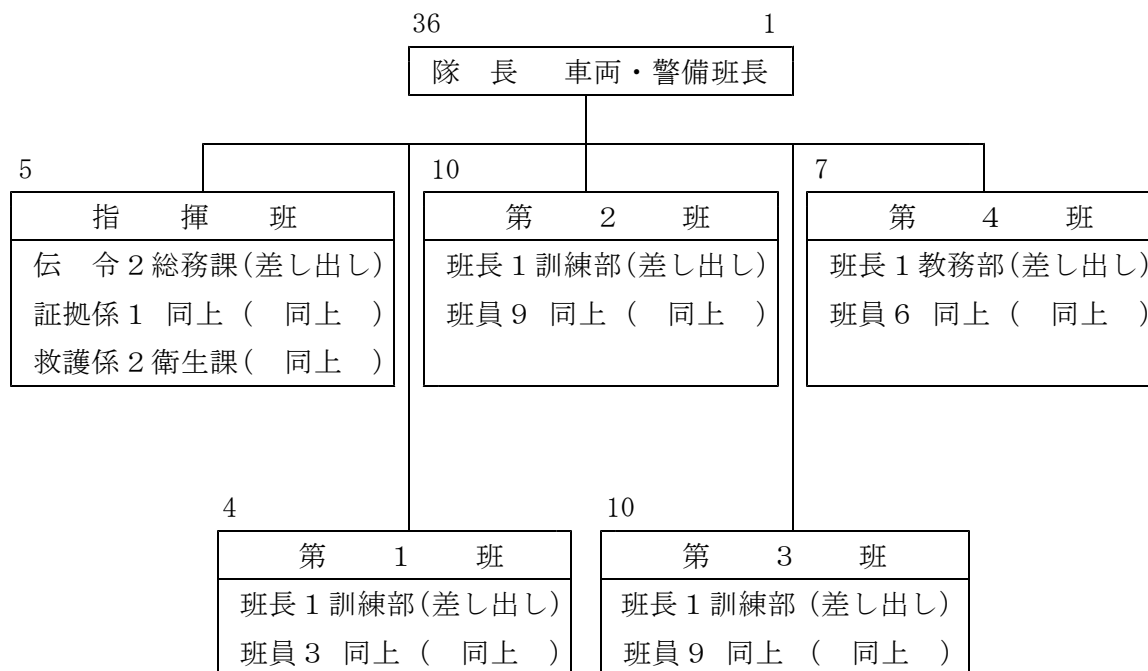 36 1
隊 長 車両・警備班長
5
指 揮 班
伝 令2総務課(差し出し)
証拠係1 同上 ( 同上 )
救護係2衛生課( 同上 )
10
第 2 班
班長1訓練部(差し出し)
班員9 同上 ( 同上 )
7
第 4 班
班長1教務部(差し出し)
班員6 同上 ( 同上 )
4
第 1 班
班長1訓練部(差し出し)
班員3 同上 ( 同上 )
10
第 3 班
班長1訓練部 (差し出し)
班員9 同上 ( 同上 )